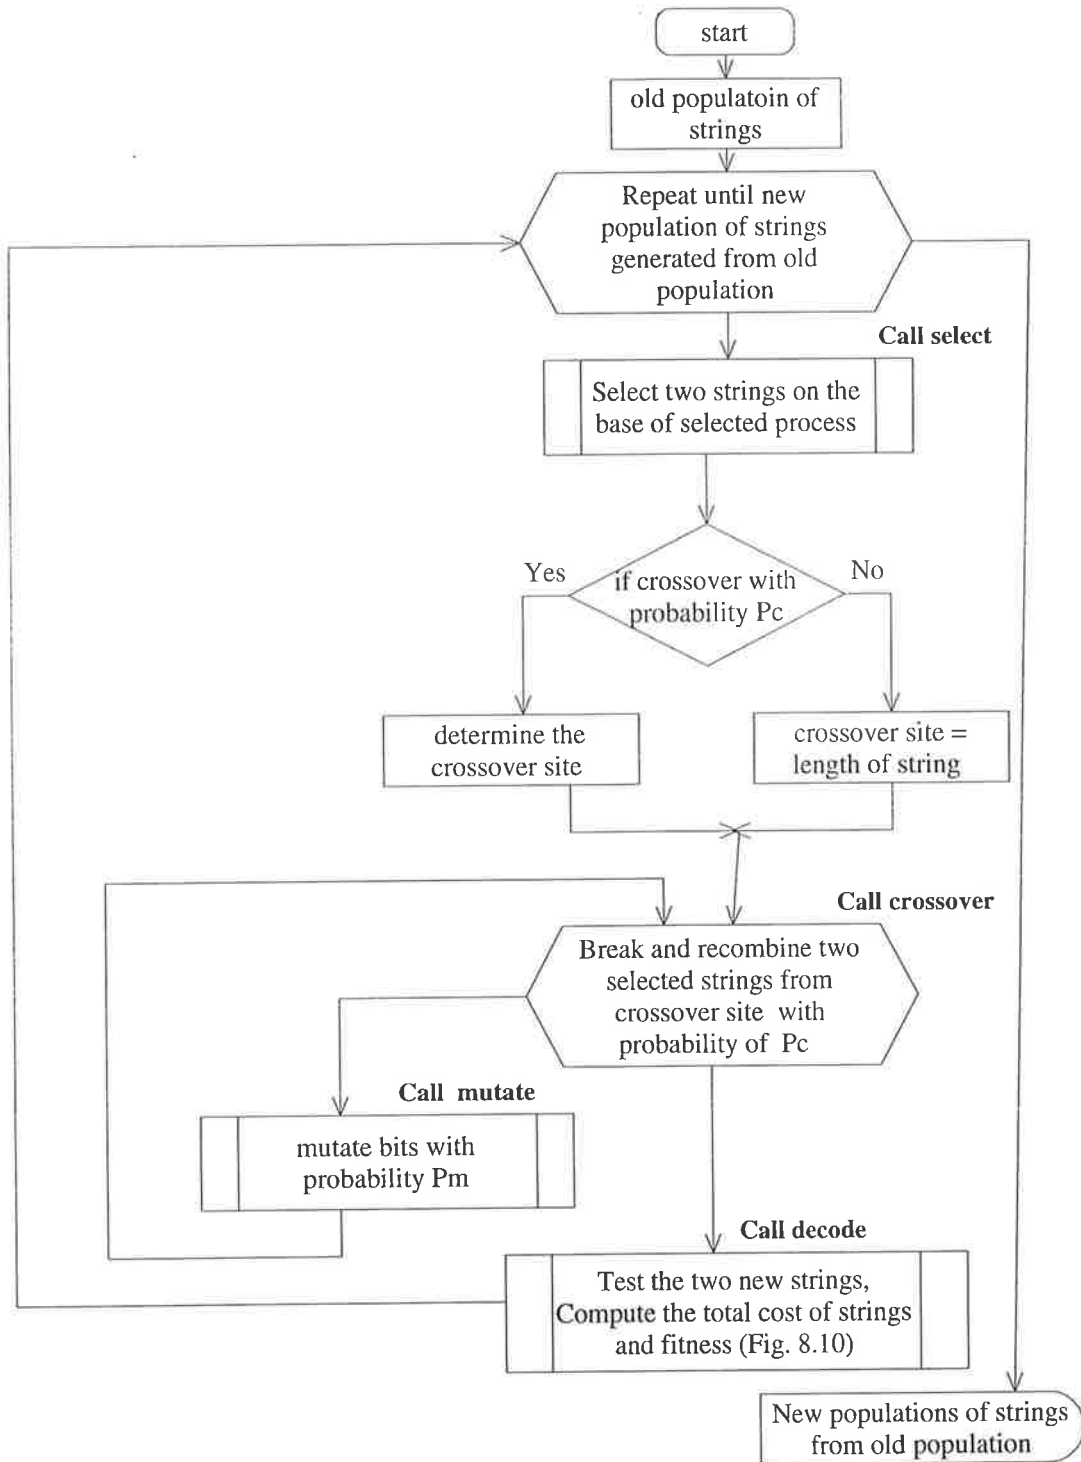 start
old populatoin of
strings
Repeat until new
population of strings
generated from old
population
Call select
Select two strings on the
base of selected process
Yes
No
if crossover with
probability Pc
determine the
crossover site
crossover site =
length of string
Call crossover
Break and recombine two
selected strings from
crossover site with
probability of Pc
Call mutate
mutate bits with
probability Pm
Call decode
Test the two new strings,
Compute the total cost of strings
and fitness (Fig. 8.10)
New populations of strings
from old population